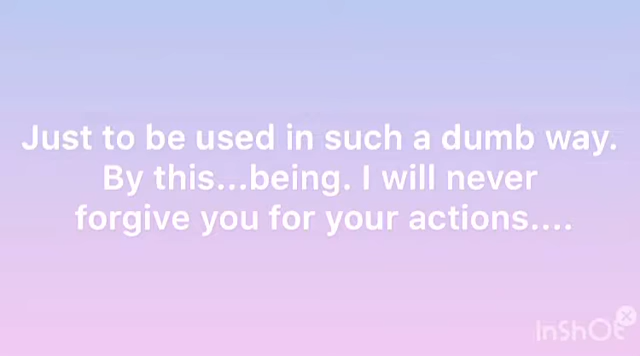 Just to be used in such a dumb way.
By this...being. I will never
forgive you for your actions....
InShOt